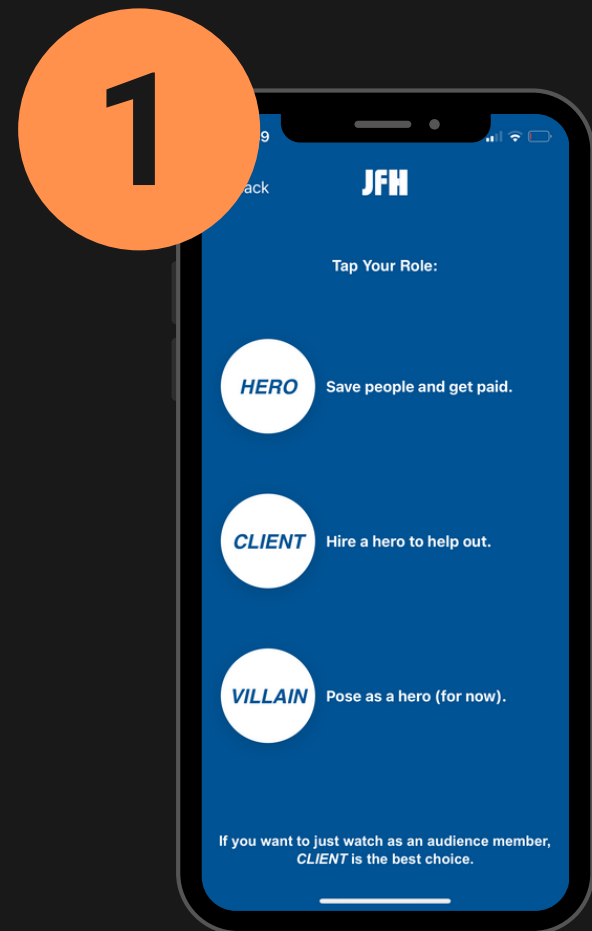 1
9
ack
JFH
Tap Your Role:
HERO
Save people and get paid.
CLIENT
Hire a hero to help out.
VILLAIN
Pose as a hero (for now).
If you want to just watch as an audience member,
CLIENT is the best choice.